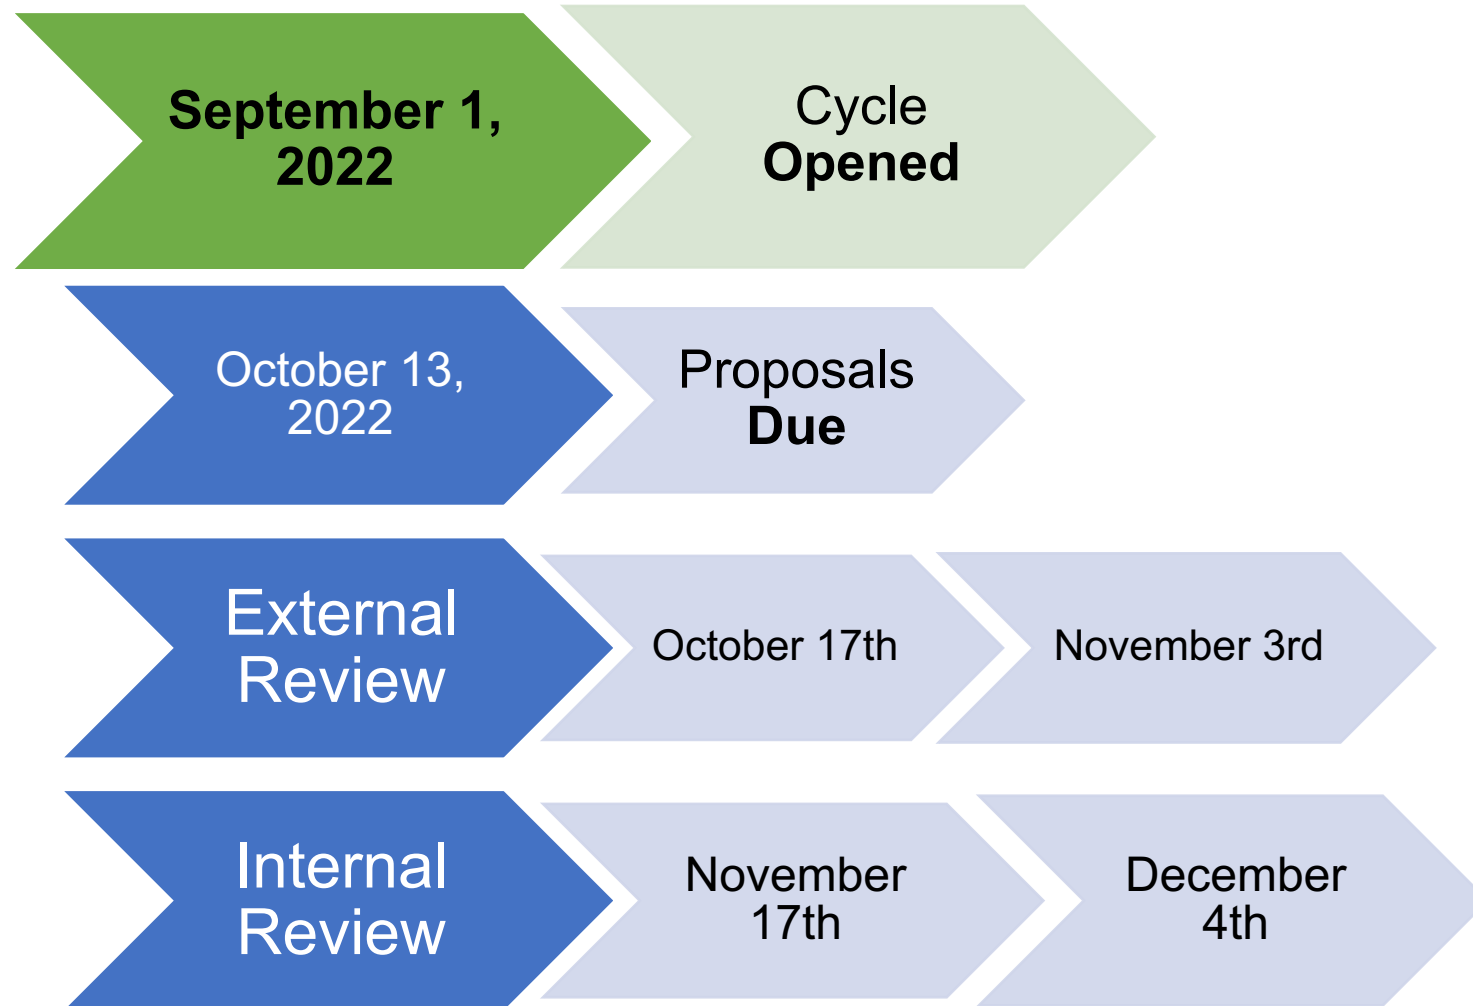 September 1,
2022
Cycle
Opened
October 13,
2022
Proposals
Due
External
Review
October 17th
November 3rd
Internal
Review
November
17th
December
4th